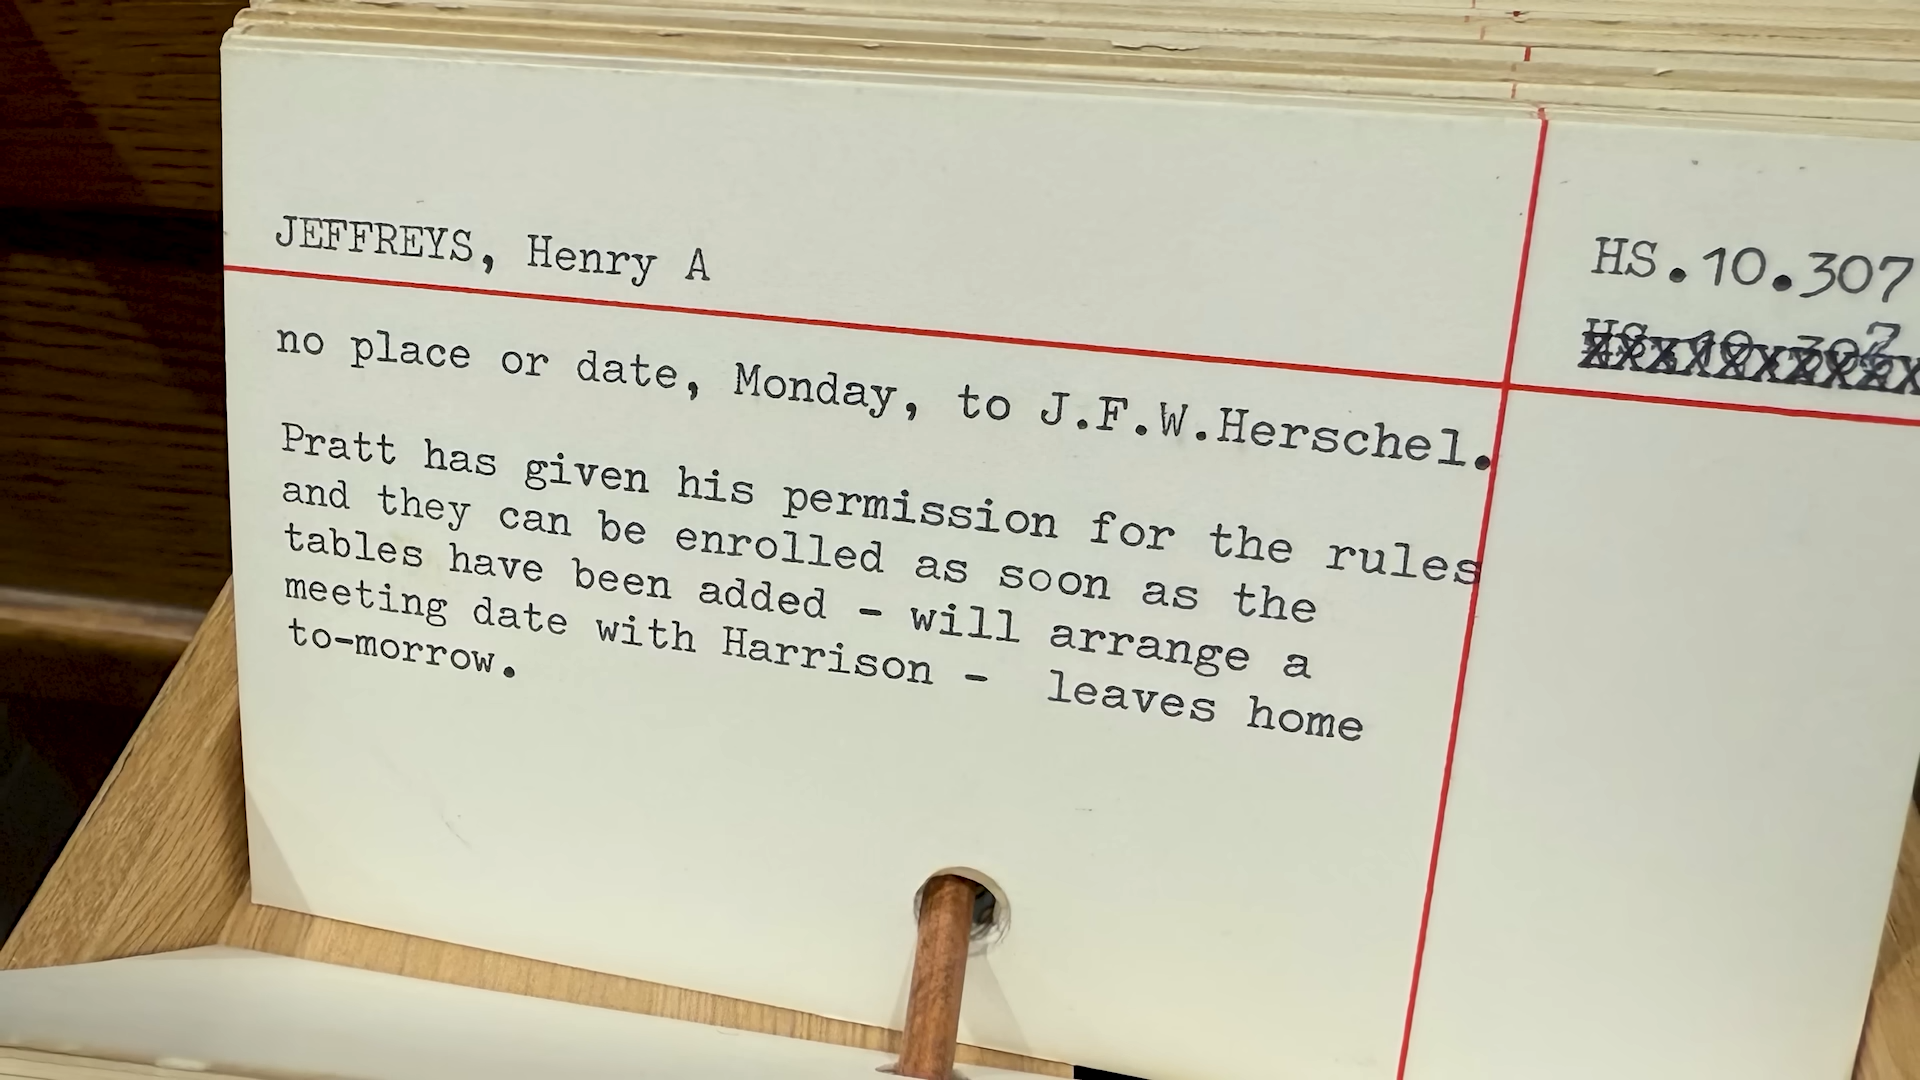 JEFFREYS, Henry A
HS.10.307
no place or date, Monday, to J.F.W.Herschel.
Pratt has given his permission for the rules
and they can be enrolled as soon as the
tables have been added - will arrange a
meeting date with Harrison - leaves home
to-morrow.